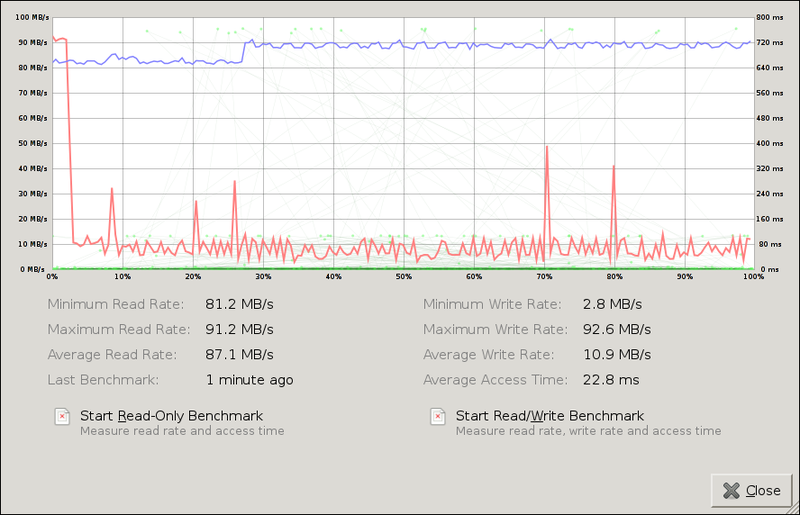 100 MB/s 800 ms
90 MB/s 720 ms
80 MB/s 640 ms
70 MB/s 560 ms
60 MB/s 480 ms
50 MB/s 400 ms
40 MB/s 320 ms
30 MB/s 240 ms
20 MB/s 160 ms
10 MB/s 80 ms
0 MB/s 0 ms
0% 10% 20% 30% 40% 50% 60% 70% 80% 90% 100%
Minimum Read Rate: 81.2 MB/s Minimum Write Rate: 2.8 MB/s
Maximum Read Rate: 91.2 MB/s Maximum Write Rate: 92.6 MB/s
Average Read Rate: 87.1 MB/s Average Write Rate: 10.9 MB/s
Last Benchmark: 1 minute ago Average Access Time: 22.8 ms
Start Read-Only Benchmark Start Read/Write Benchmark
Measure read rate and access time Measure read rate, write rate and access time
Close